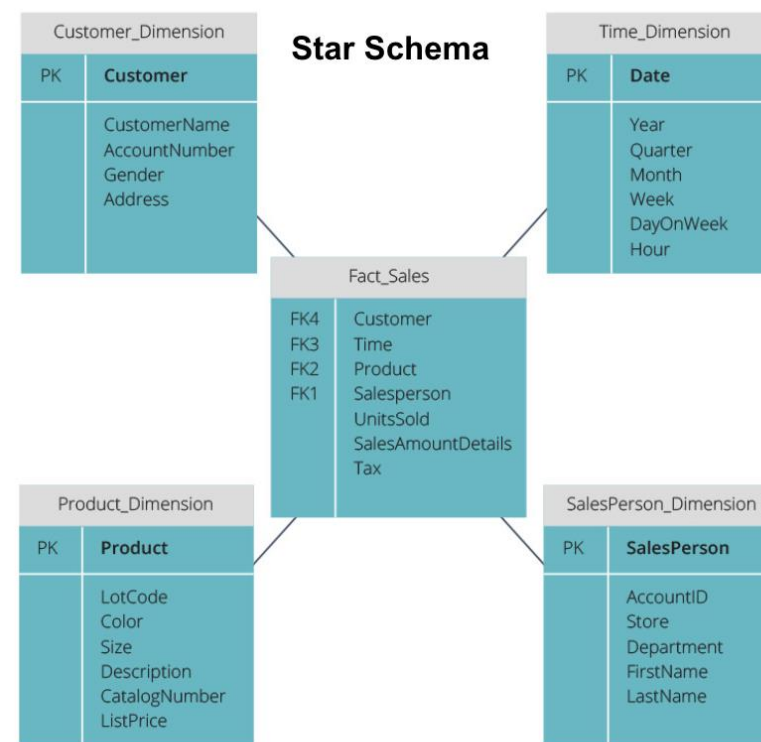 Star Schema
Customer_Dimension
PK Customer
CustomerName
AccountNumber
Gender
Address
Time_Dimension
PK Date
Year
Quarter
Month
Week
DayOnWeek
Hour
Fact_Sales
FK4 Customer
FK3 Time
FK2 Product
FK1 Salesperson
UnitsSold
SalesAmountDetails
Tax
Product_Dimension
PK Product
LotCode
Color
Size
Description
CatalogNumber
ListPrice
SalesPerson_Dimension
PK SalesPerson
AccountID
Store
Department
FirstName
LastName